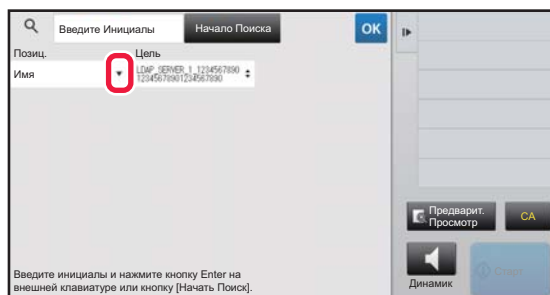 Введите Инициалы
Начало Поиска
OK
Позиц.
Цель
Имя
LDAP_SERVER_1_1234567890
12345678901234567890
Предварит.
Просмотр
CA
Динамик
Старт
Введите инициалы и нажмите кнопку Enter на
внешней клавиатуре или кнопку [Начать Поиск].